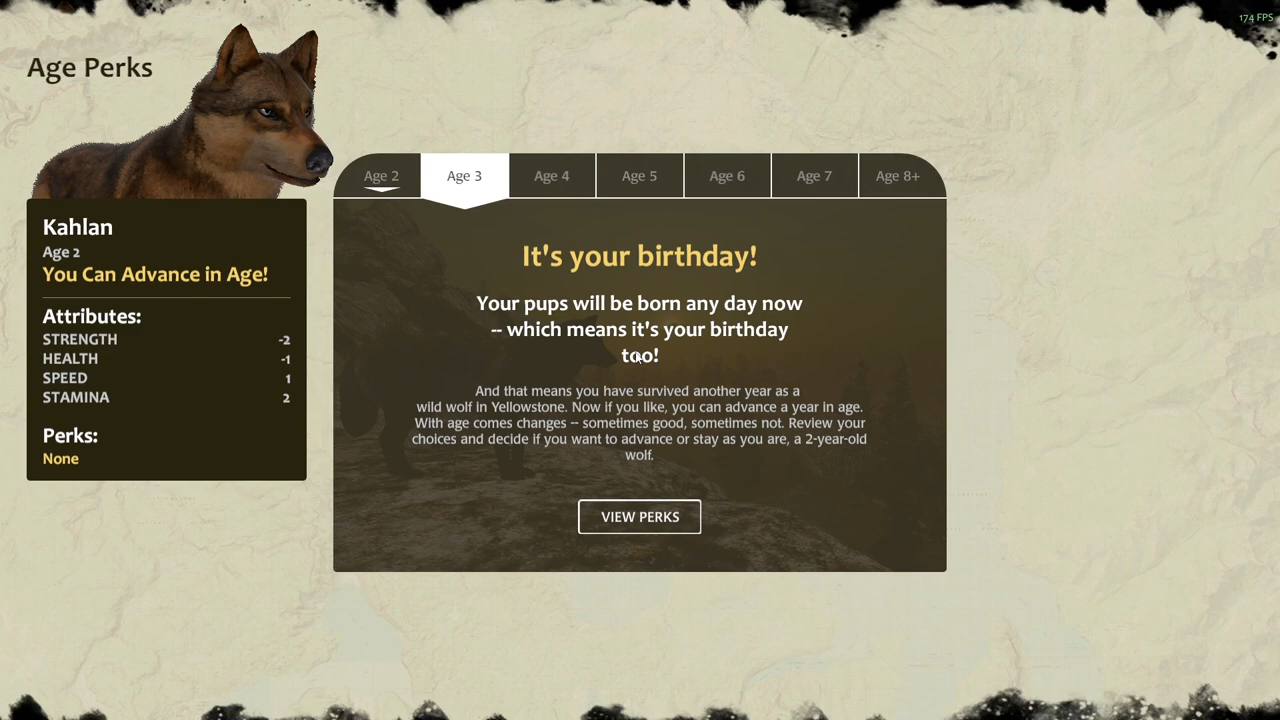 174 FPS
Age Perks
Age 2
Age 3
Age 4
Age 5
Age 6
Age 7
Age 8+
Kahlan
Age 2
You Can Advance in Age!
Attributes:
STRENGTH -2
HEALTH -1
SPEED 1
STAMINA 2
Perks:
None
It's your birthday!
Your pups will be born any day now
-- which means it's your birthday
too!
And that means you have survived another year as a
wild wolf in Yellowstone. Now if you like, you can advance a year in age.
With age comes changes -- sometimes good, sometimes not. Review your
choices and decide if you want to advance or stay as you are, a 2-year-old
wolf.
VIEW PERKS